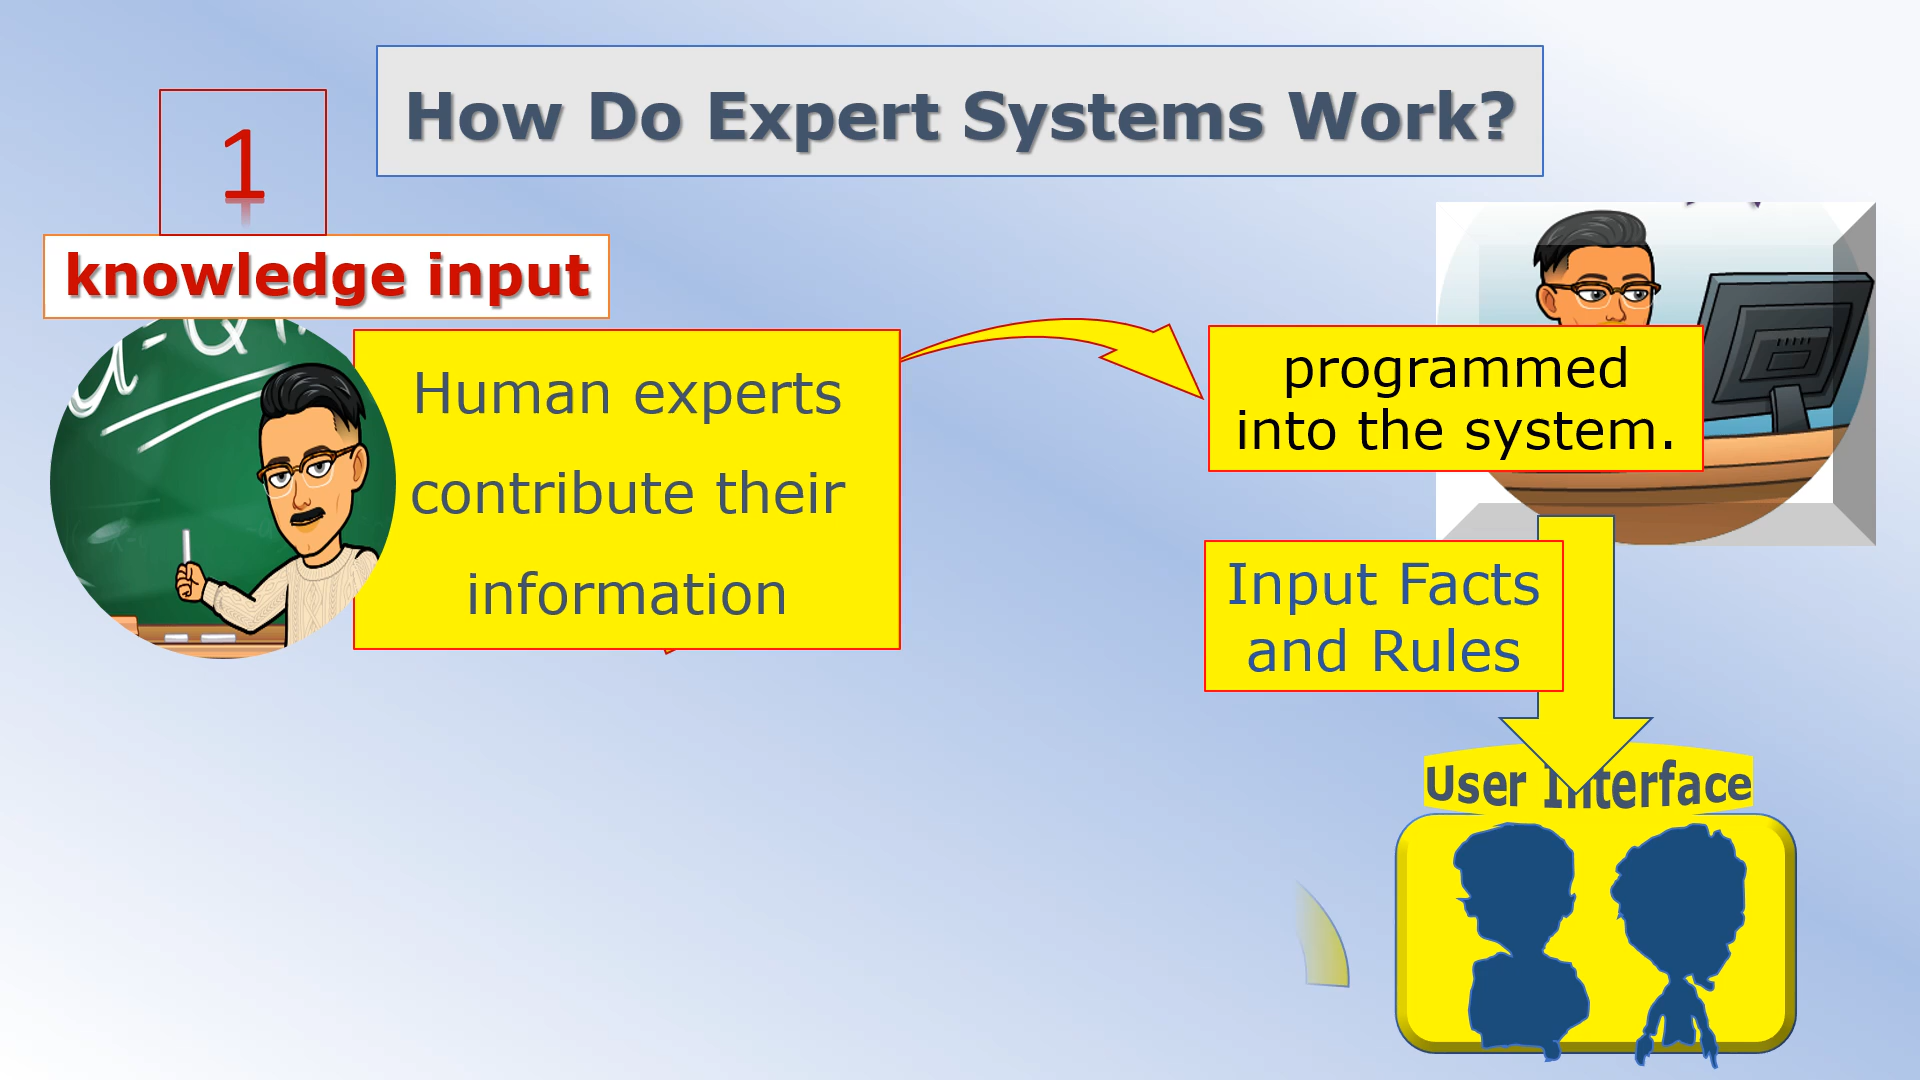 How Do Expert Systems Work?
1
knowledge input
Human experts
contribute their
information
programmed
into the system.
Input Facts
and Rules
User Interface